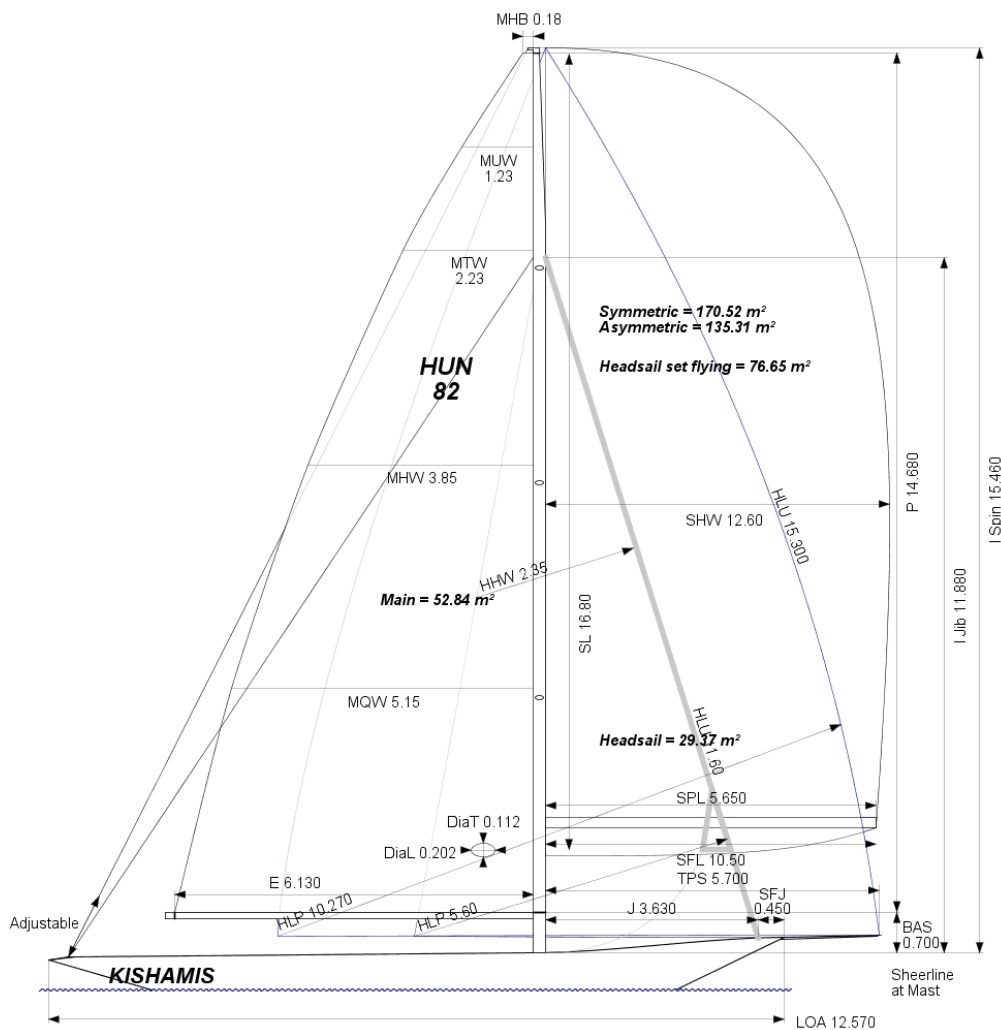 MHB 0.18
MUW
1.23
MTW
2.23
Symmetric = 170.52 m²
Asymmetric = 135.31 m²
HUN
82
Headsail set flying = 76.65 m²
MHW 3.85
P 14.680
I Spin 15.460
HLU 15.300
SHW 12.60
HHW 2.35
Main = 52.84 m²
SL 16.80
I Jib 11.880
MQW 5.15
HLU 11.60
Headsail = 29.37 m²
SPL 5.650
DiaT 0.112
DiaL 0.202
SFL 10.50
TPS 5.700
E 6.130
SFJ
0.450
J 3.630
HLP 10.270
HLP 5.60
Adjustable
BAS
0.700
KISHAMIS
Sheerline
at Mast
LOA 12.570